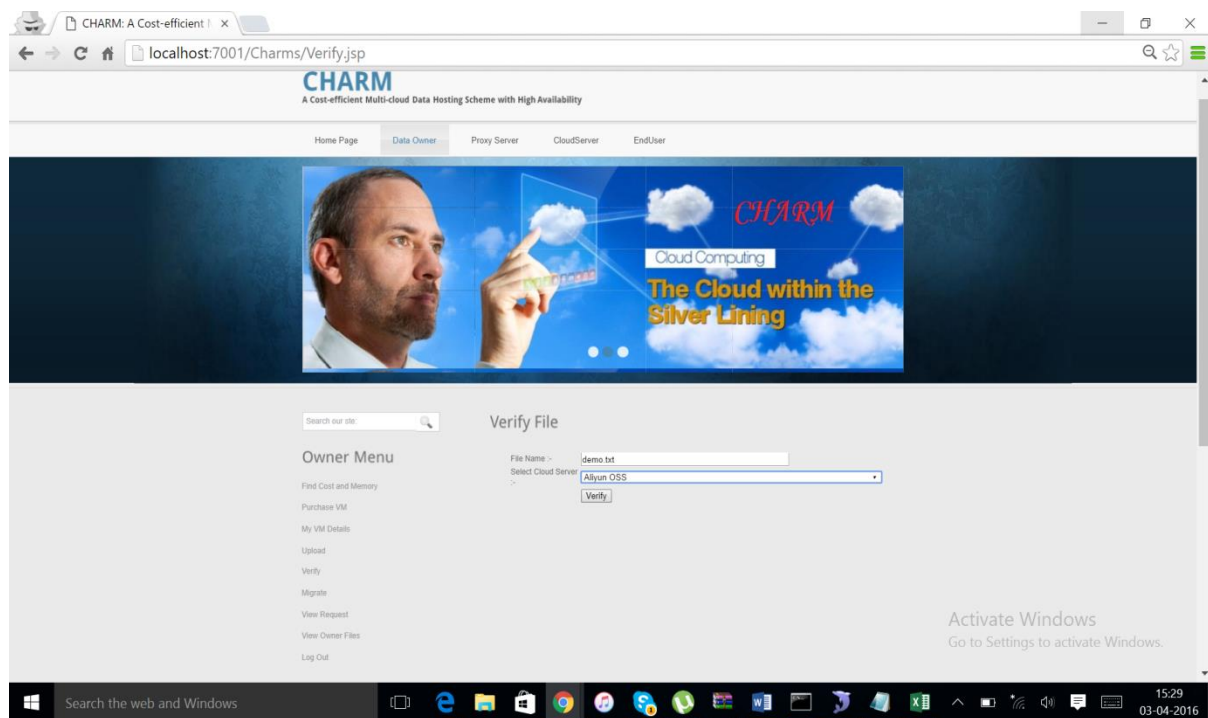 CHARM: A Cost-efficient
localhost:7001/Charms/Verify.jsp
CHARM
A Cost-efficient Multi-cloud Data Hosting Scheme with High Availability
Home Page Data Owner Proxy Server CloudServer EndUser
CHARM
Cloud Computing
The Cloud within the
Silver Lining
Search our site:
Verify File
Owner Menu
File Name :- demo.txt
Select Cloud Server :- Aliyun OSS
Verify
Find Cost and Memory
Purchase VM
My VM Details
Upload
Verify
Migrate
View Request
View Owner Files
Log Out
Activate Windows
Go to Settings to activate Windows.
Search the web and Windows
15:29
03-04-2016